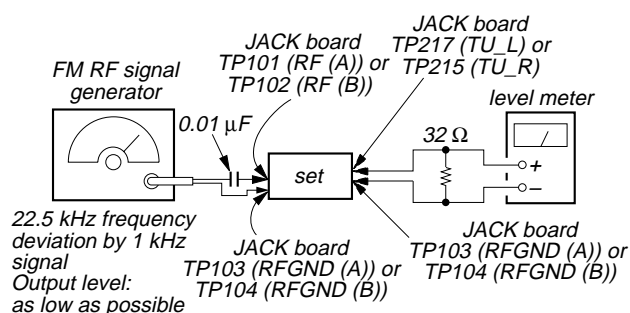 FM RF signal
generator
0.01 μF
22.5 kHz frequency
deviation by 1 kHz
signal
Output level:
as low as possible
JACK board
TP101 (RF (A)) or
TP102 (RF (B))
set
JACK board
TP103 (RFGND (A)) or
TP104 (RFGND (B))
JACK board
TP217 (TU_L) or
TP215 (TU_R)
32 Ω
level meter
+
–
JACK board
TP103 (RFGND (A)) or
TP104 (RFGND (B))